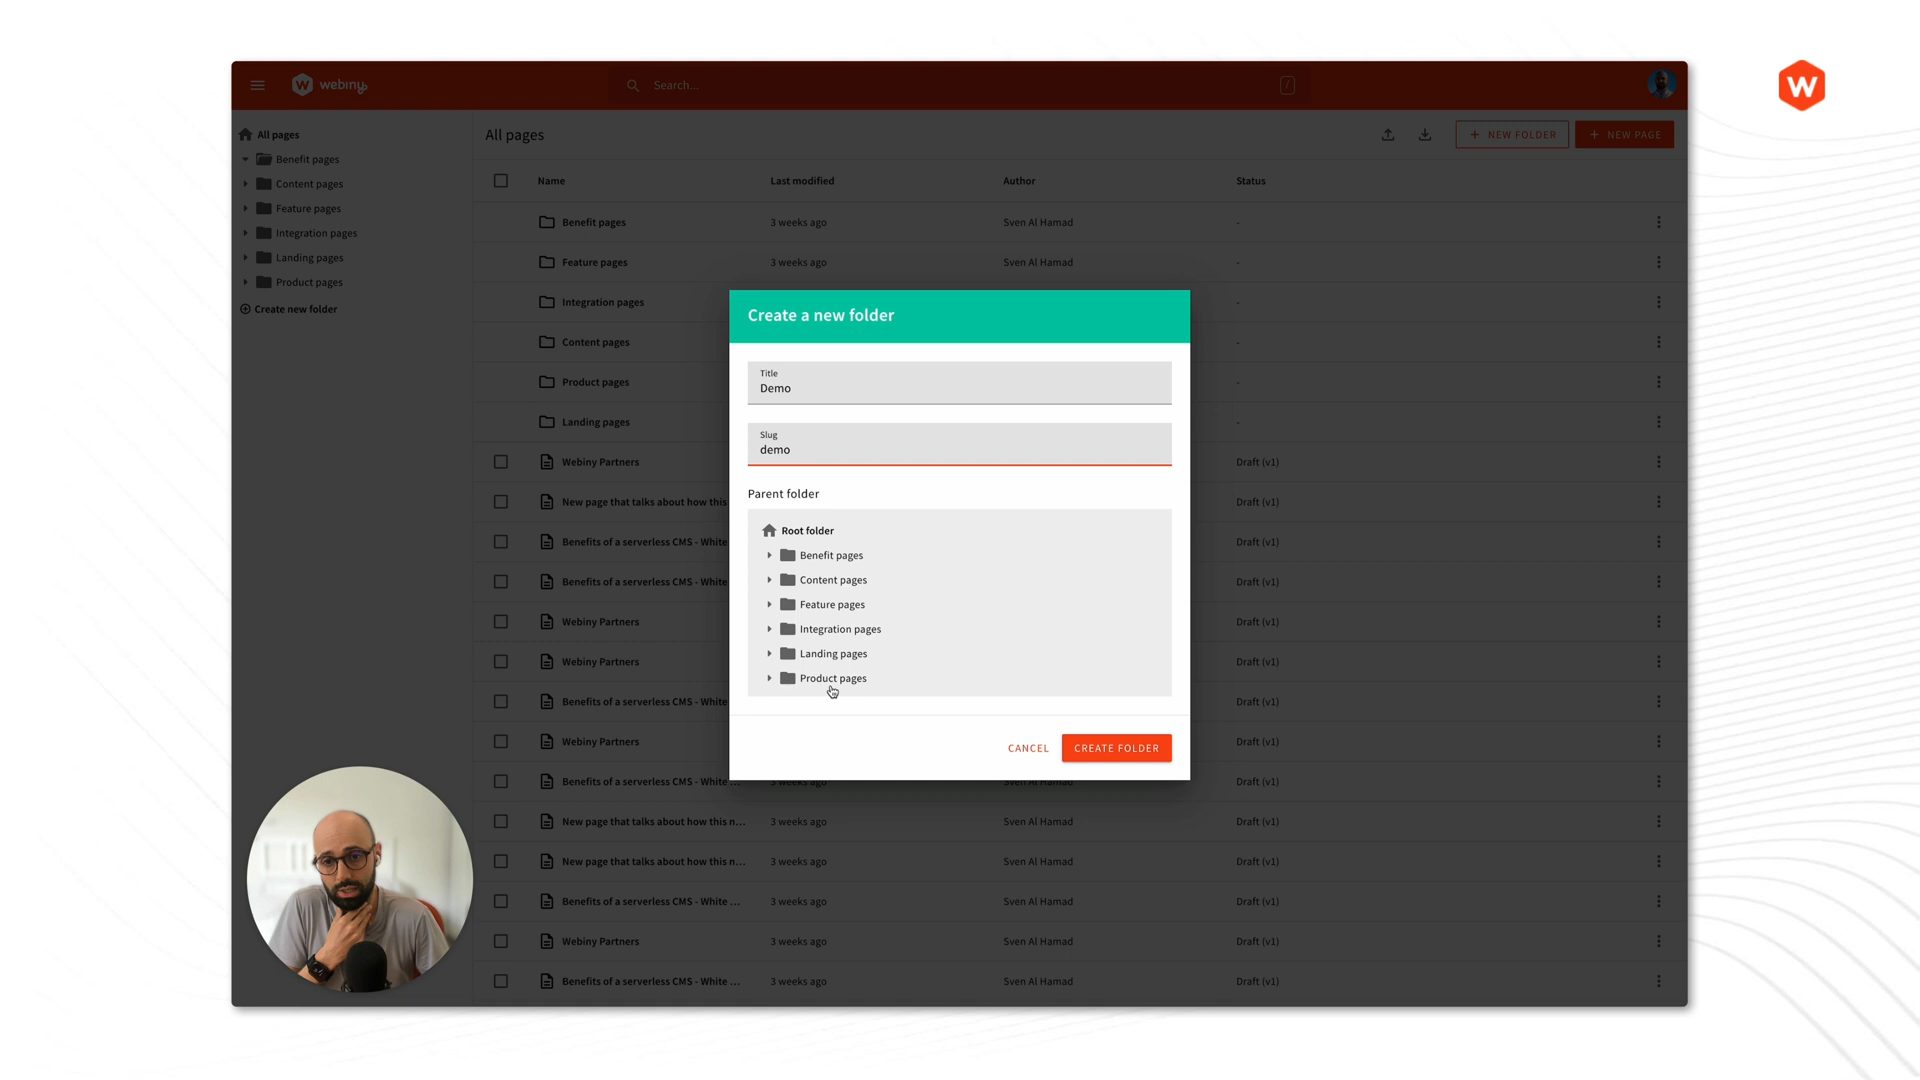 webiny
Search...
/
W
All pages
Benefit pages
Content pages
Feature pages
Integration pages
Landing pages
Product pages
Create new folder
All pages
+ NEW FOLDER
+ NEW PAGE
Name Last modified Author Status
Benefit pages 3 weeks ago Sven Al Hamad -
Feature pages 3 weeks ago Sven Al Hamad -
Integration pages -
Content pages -
Product pages -
Landing pages -
Webiny Partners Draft (v1)
New page that talks about how this Draft (v1)
Benefits of a serverless CMS - White Draft (v1)
Benefits of a serverless CMS - White Draft (v1)
Webiny Partners Draft (v1)
Webiny Partners Draft (v1)
Benefits of a serverless CMS - White Draft (v1)
Webiny Partners Draft (v1)
Benefits of a serverless CMS - White ... 3 weeks ago Sven Al Hamad Draft (v1)
New page that talks about how this n... 3 weeks ago Sven Al Hamad Draft (v1)
New page that talks about how this n... 3 weeks ago Sven Al Hamad Draft (v1)
Benefits of a serverless CMS - White ... 3 weeks ago Sven Al Hamad Draft (v1)
Webiny Partners 3 weeks ago Sven Al Hamad Draft (v1)
Benefits of a serverless CMS - White ... 3 weeks ago Sven Al Hamad Draft (v1)
Create a new folder
Title
Demo
Slug
demo
Parent folder
Root folder
Benefit pages
Content pages
Feature pages
Integration pages
Landing pages
Product pages
CANCEL
CREATE FOLDER